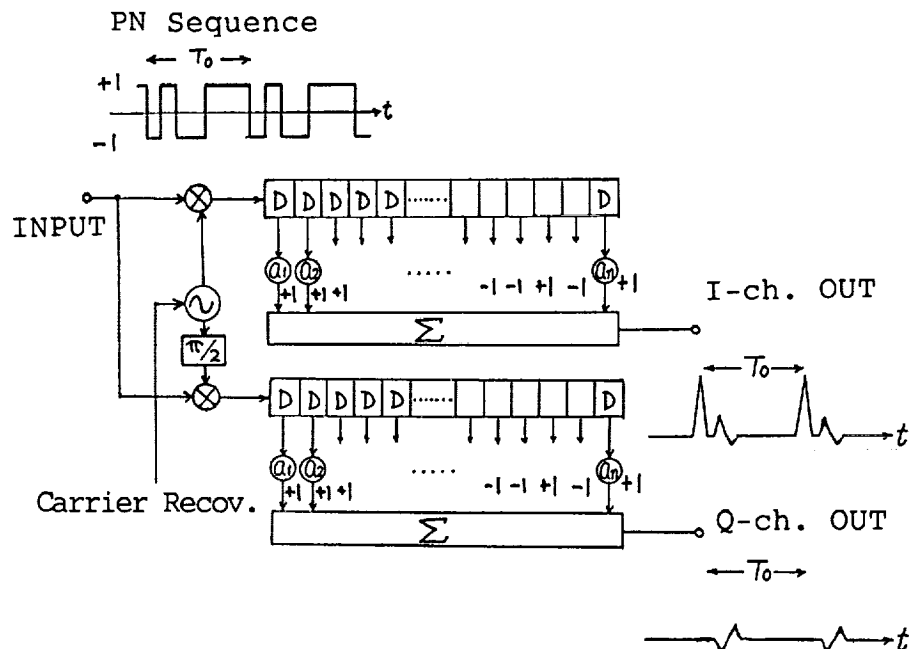 PN Sequence
T₀
+1
t
-1
INPUT
D D D D D ······· D
a₁ a₂ ····· aₙ
+1 +1 +1 -1 -1 +1 -1 +1
I-ch. OUT
Σ
π/2
T₀
D D D D D ······· D
t
a₁ a₂ ····· aₙ
+1 +1 +1 -1 -1 +1 -1 +1
Carrier Recov.
Σ
Q-ch. OUT
T₀
t